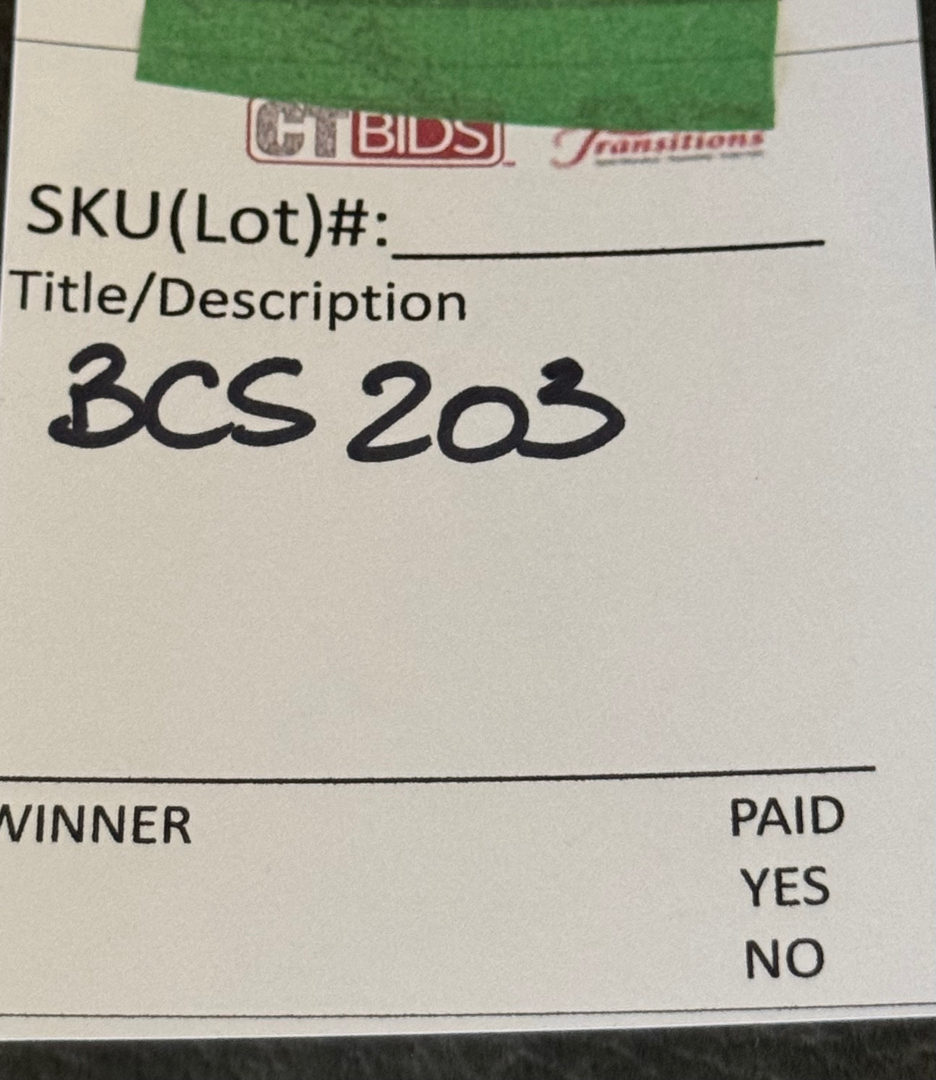 CTBIDS
Transitions
SKU(Lot)#:
Title/Description
BCS 203
WINNER PAID
YES
NO